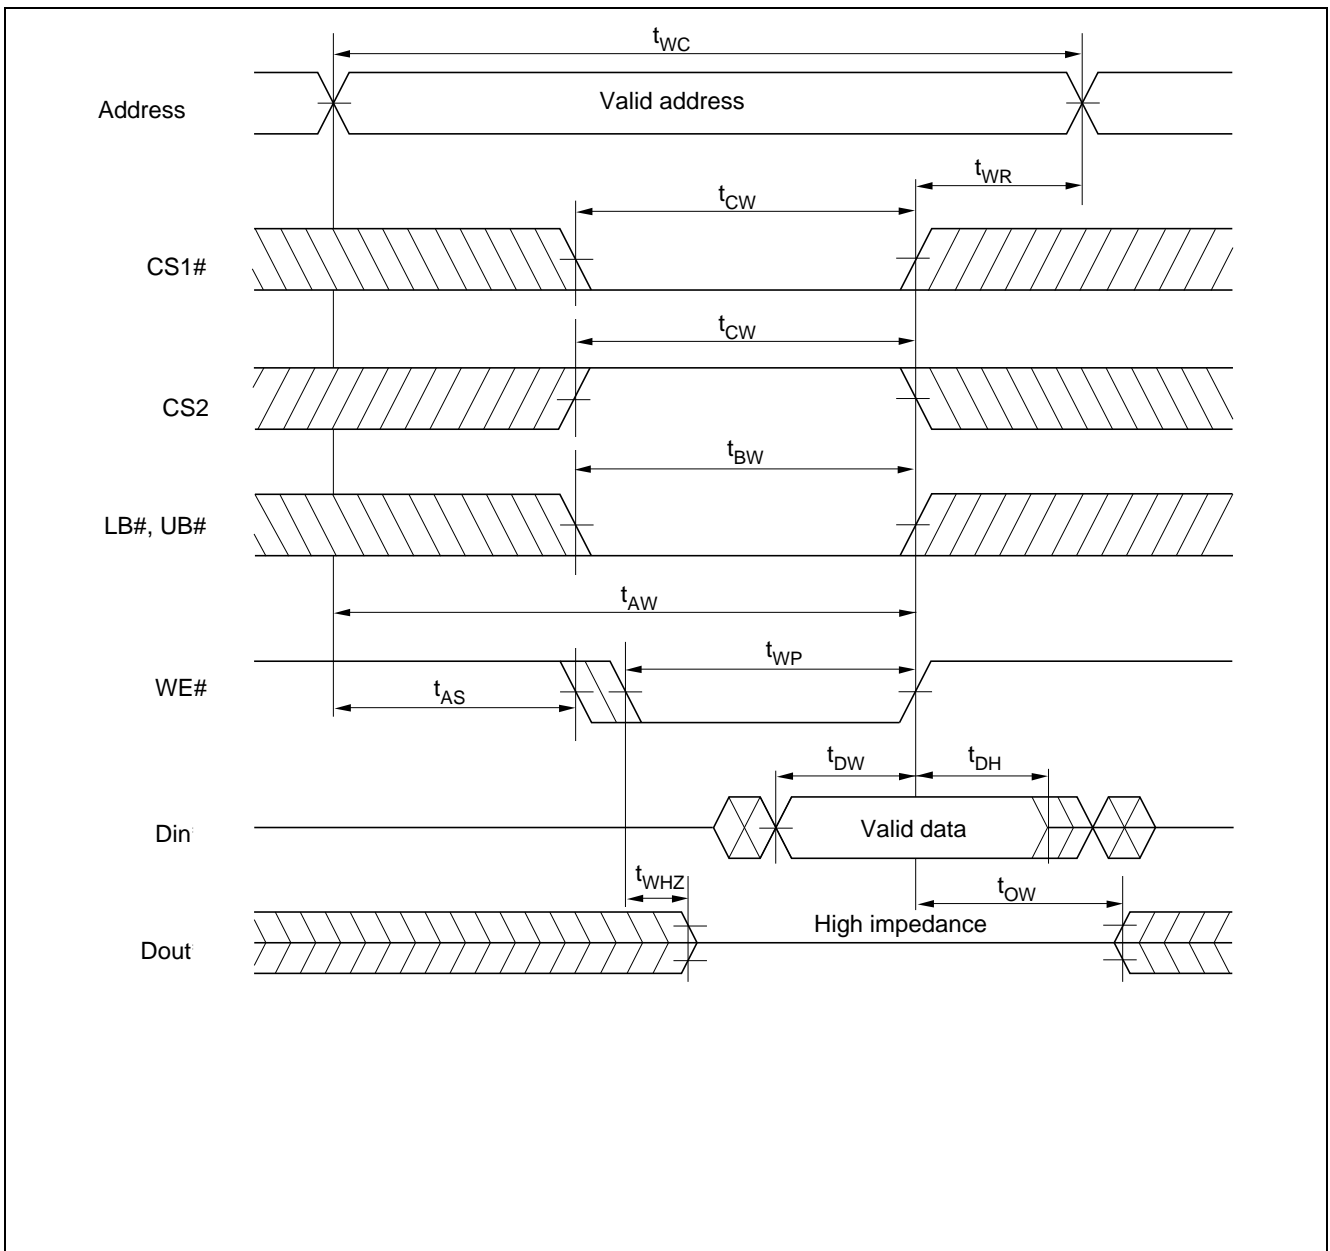 tWC
Address
Valid address
tWR
tCW
CS1#
tCW
CS2
tBW
LB#, UB#
tAW
tWP
WE#
tAS
tDW
tDH
Din
Valid data
tWHZ
tOW
High impedance
Dout